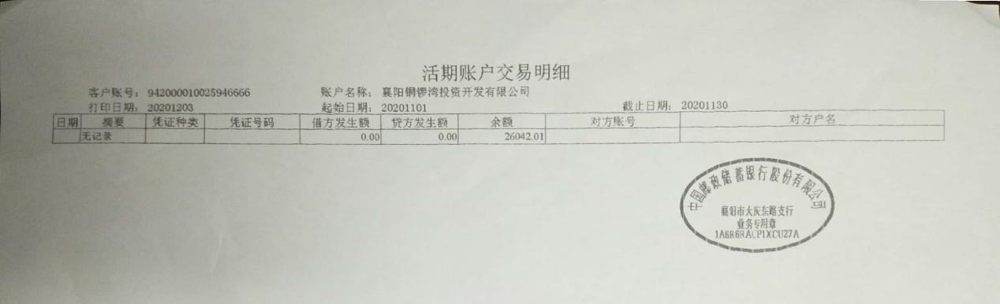 活期账户交易明细
客户账号： 942000010025946666 账户名称： 襄阳铜锣湾投资开发有限公司
打印日期： 20201203 起始日期： 20201101 截止日期： 20201130
日期 摘要 凭证种类 凭证号码 借方发生额 贷方发生额 余额 对方账号 对方户名
无记录 0.00 0.00 26042.01
中国邮政储蓄银行股份有限公司
襄阳市大庆东路支行
业务专用章